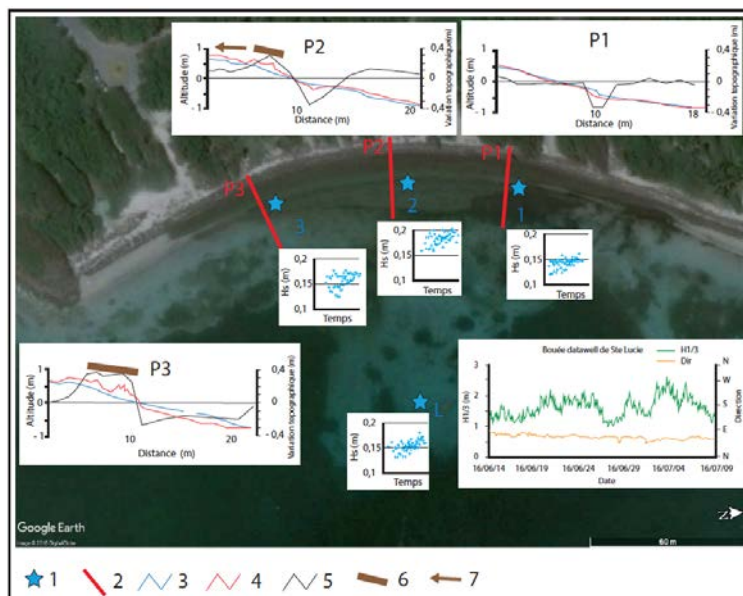 P2
Altitude (m)
1
0
- 1
0,4
0
- 0,4
Variation topographique(m)
10
20
Distance (m)
P1
Altitude (m)
1
0
- 1
0,4
0
- 0,4
Variation topographique (m)
10
18
Distance (m)
P3
P2
P1
3
2
1
Hs (m)
0,2
0,15
0,1
Temps
Hs (m)
0,2
0,15
0,1
Temps
Hs (m)
0,2
0,15
0,1
Temps
P3
Altitude (m)
1
0
- 1
0,4
0
- 0,4
Variation topographique (m)
10
20
Distance (m)
L
Hs (m)
0,2
0,15
0,1
Temps
Bouée datawell de Ste Lucie
H1/3
Dir
H1/3 (m)
3
2
1
0
N
W
S
E
N
Direction
16/06/14 16/06/19 16/06/24 16/06/29 16/07/04 16/07/09
Date
Google Earth
N
60 m
1 2 3 4 5 6 7